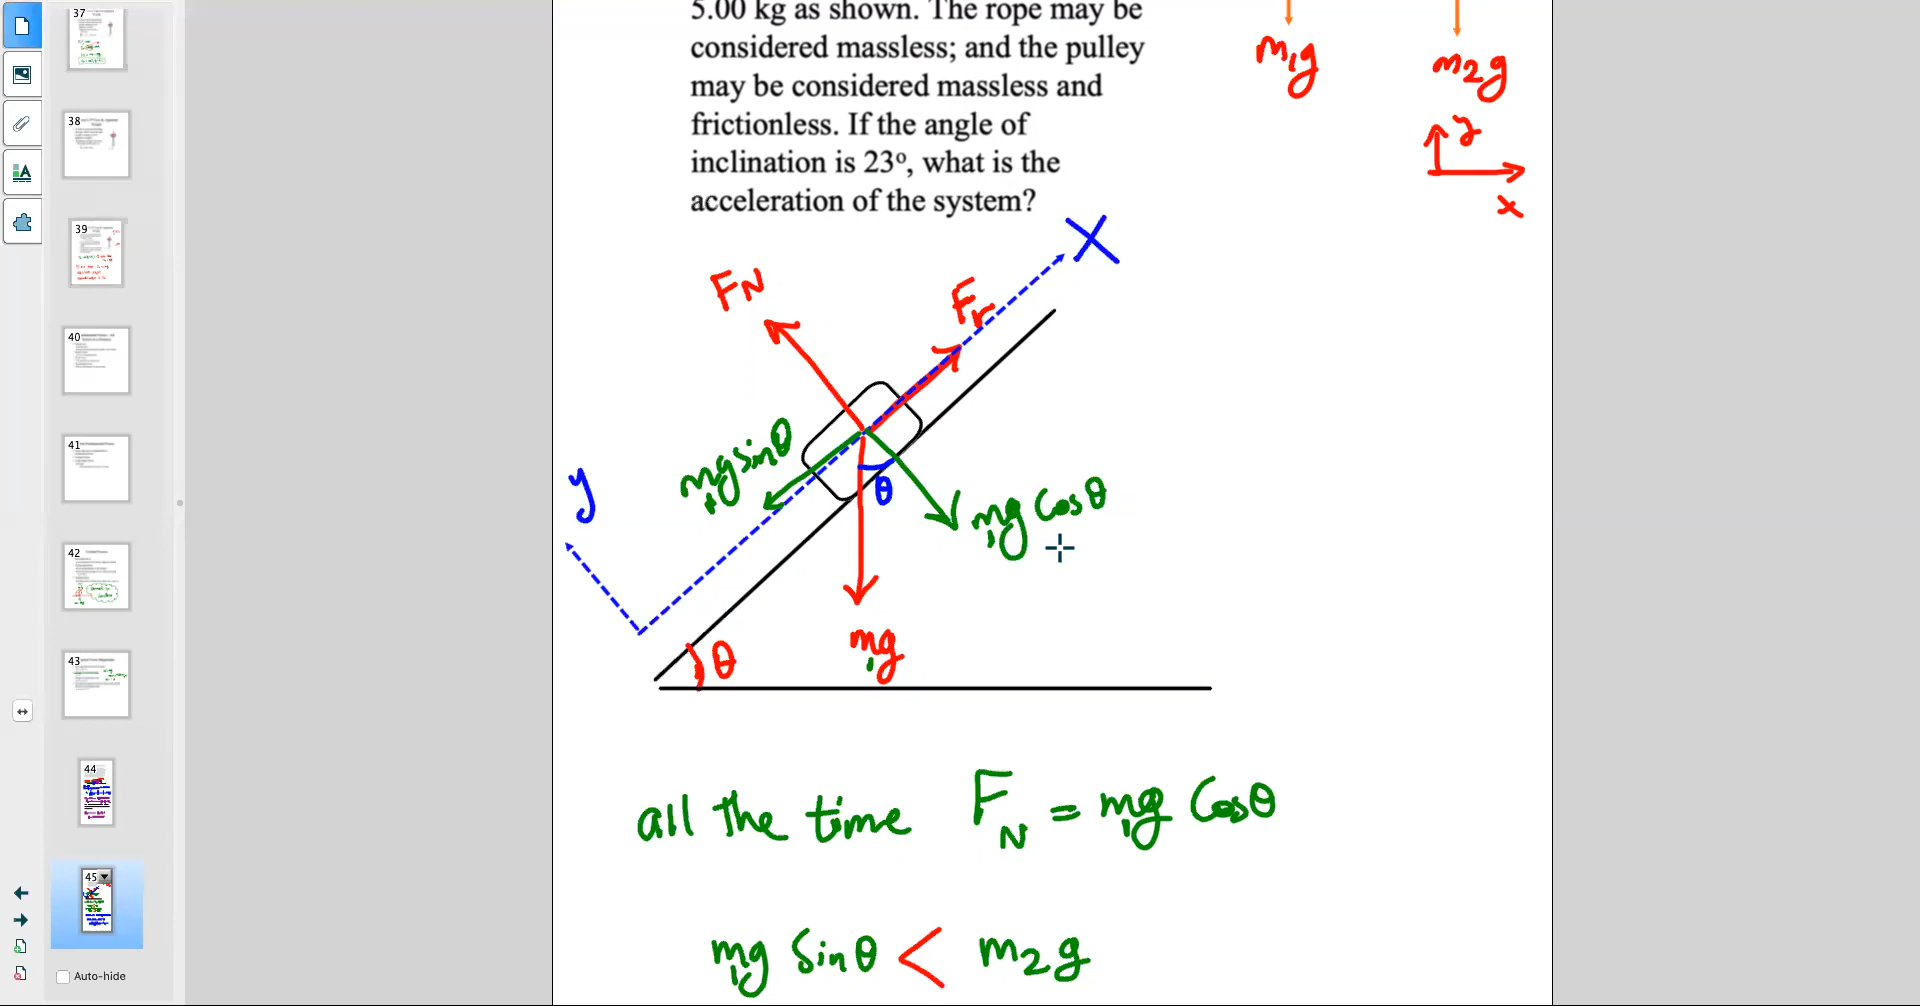 37
38
39
40
41
42
43
44
45
Auto-hide
5.00 kg as shown. The rope may be
considered massless; and the pulley
may be considered massless and
frictionless. If the angle of
inclination is 23°, what is the
acceleration of the system?
m1g
m2g
y
x
X
FN
Fr
m1g sinθ
θ
m1g cosθ
y
θ
m1g
all the time FN = m1g Cosθ
m1g Sinθ < m2g